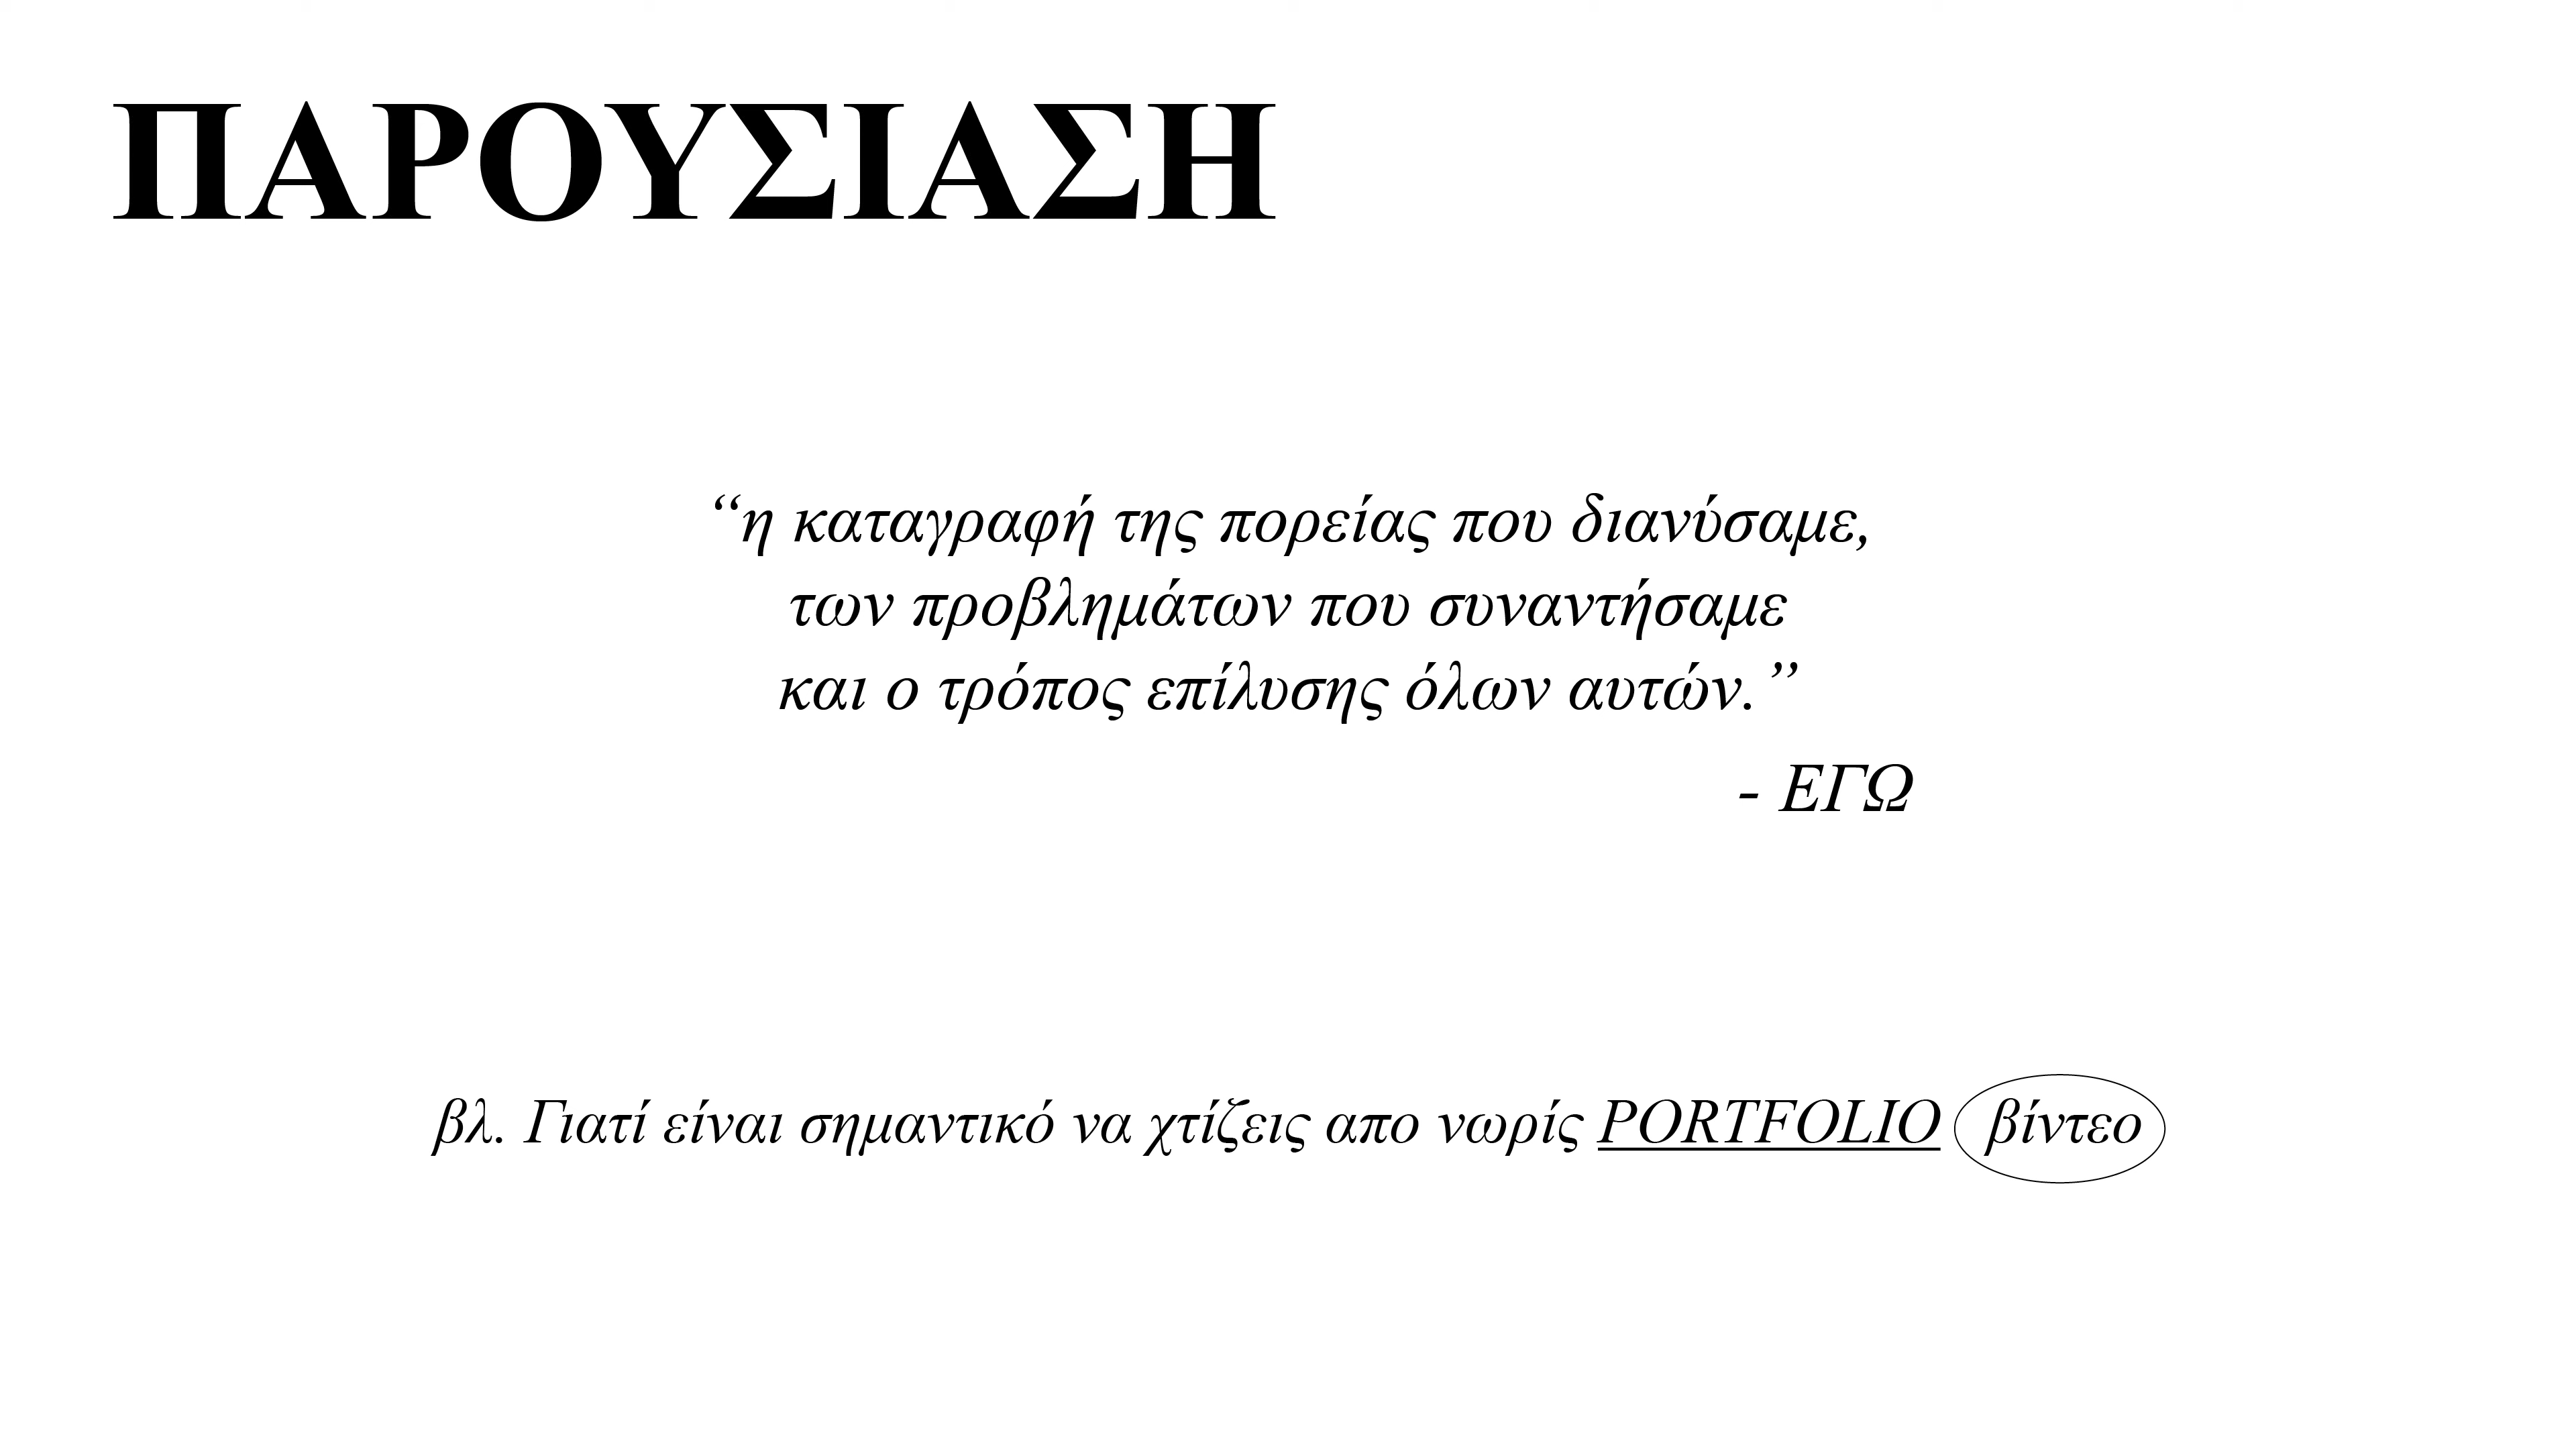 ΠΑΡΟΥΣΙΑΣΗ
“η καταγραφή της πορείας που διανύσαμε,
των προβλημάτων που συναντήσαμε
και ο τρόπος επίλυσης όλων αυτών.”
- ΕΓΩ
βλ. Γιατί είναι σημαντικό να χτίζεις απο νωρίς PORTFOLIO βίντεο